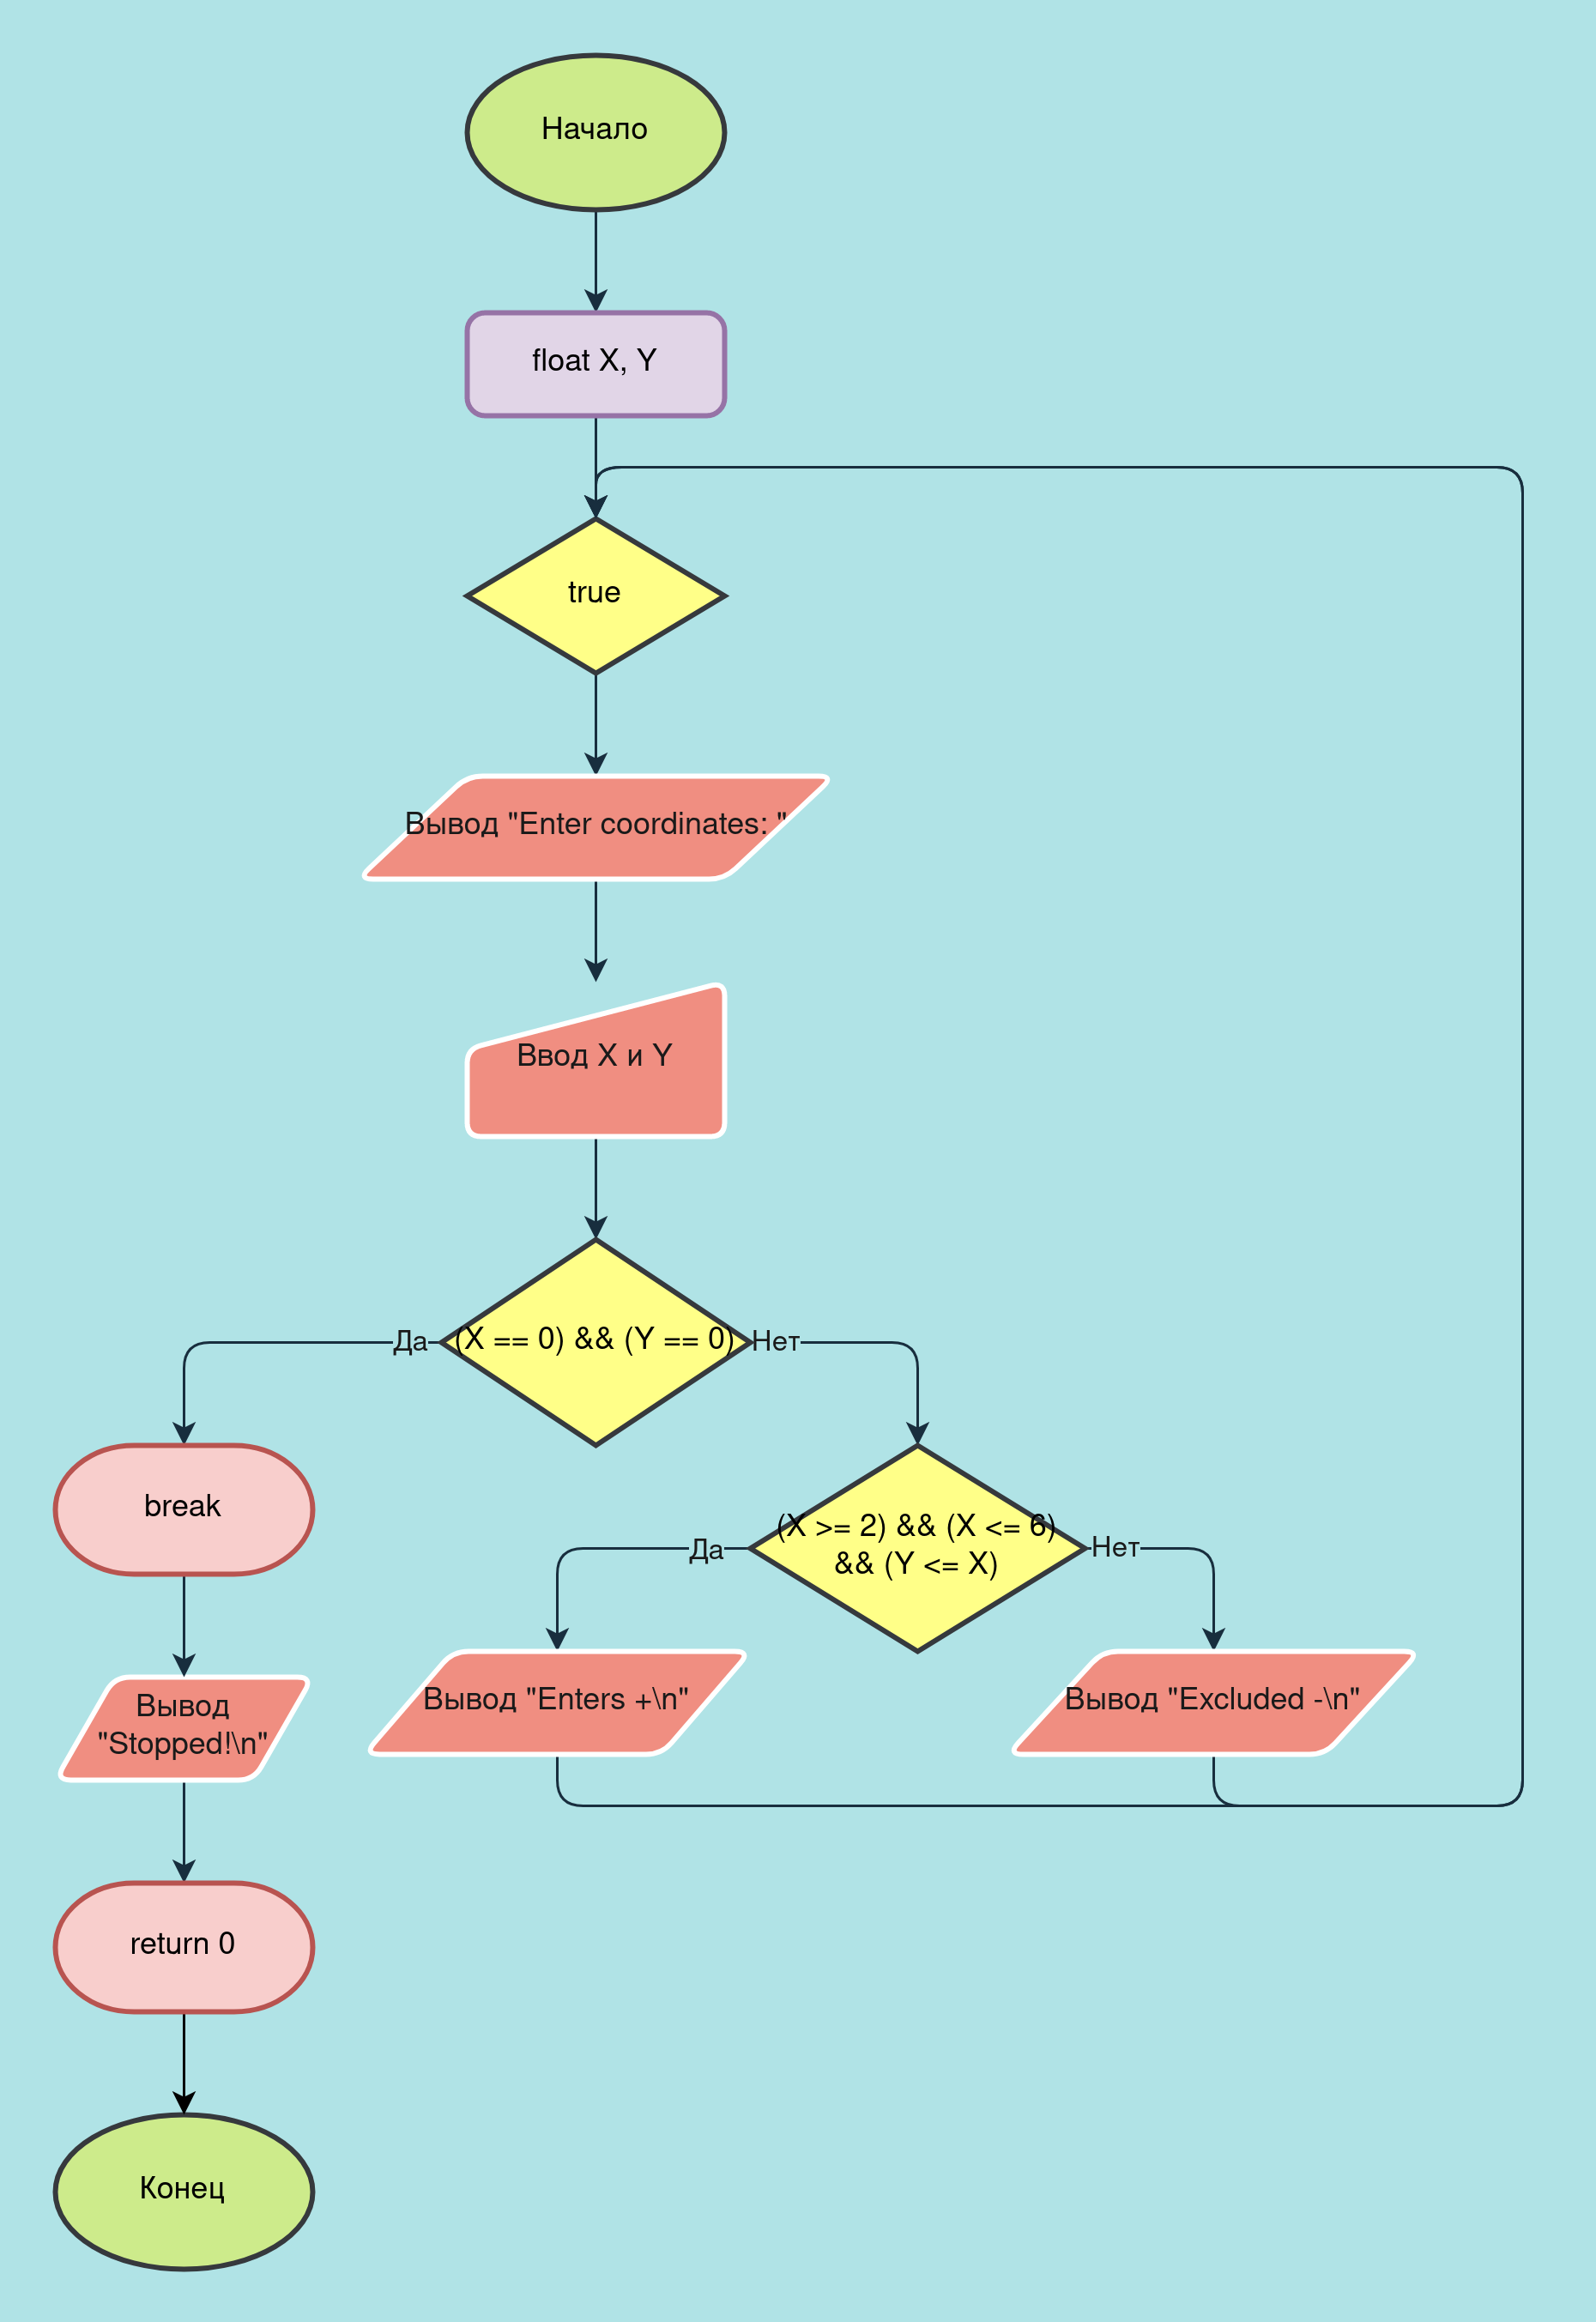 Начало
float X, Y
true
Вывод "Enter coordinates: "
Ввод X и Y
Да
(X == 0) && (Y == 0)
Нет
break
(X >= 2) && (X <= 6)
&& (Y <= X)
Да
Нет
Вывод
"Stopped!\n"
Вывод "Enters +\n"
Вывод "Excluded -\n"
return 0
Конец